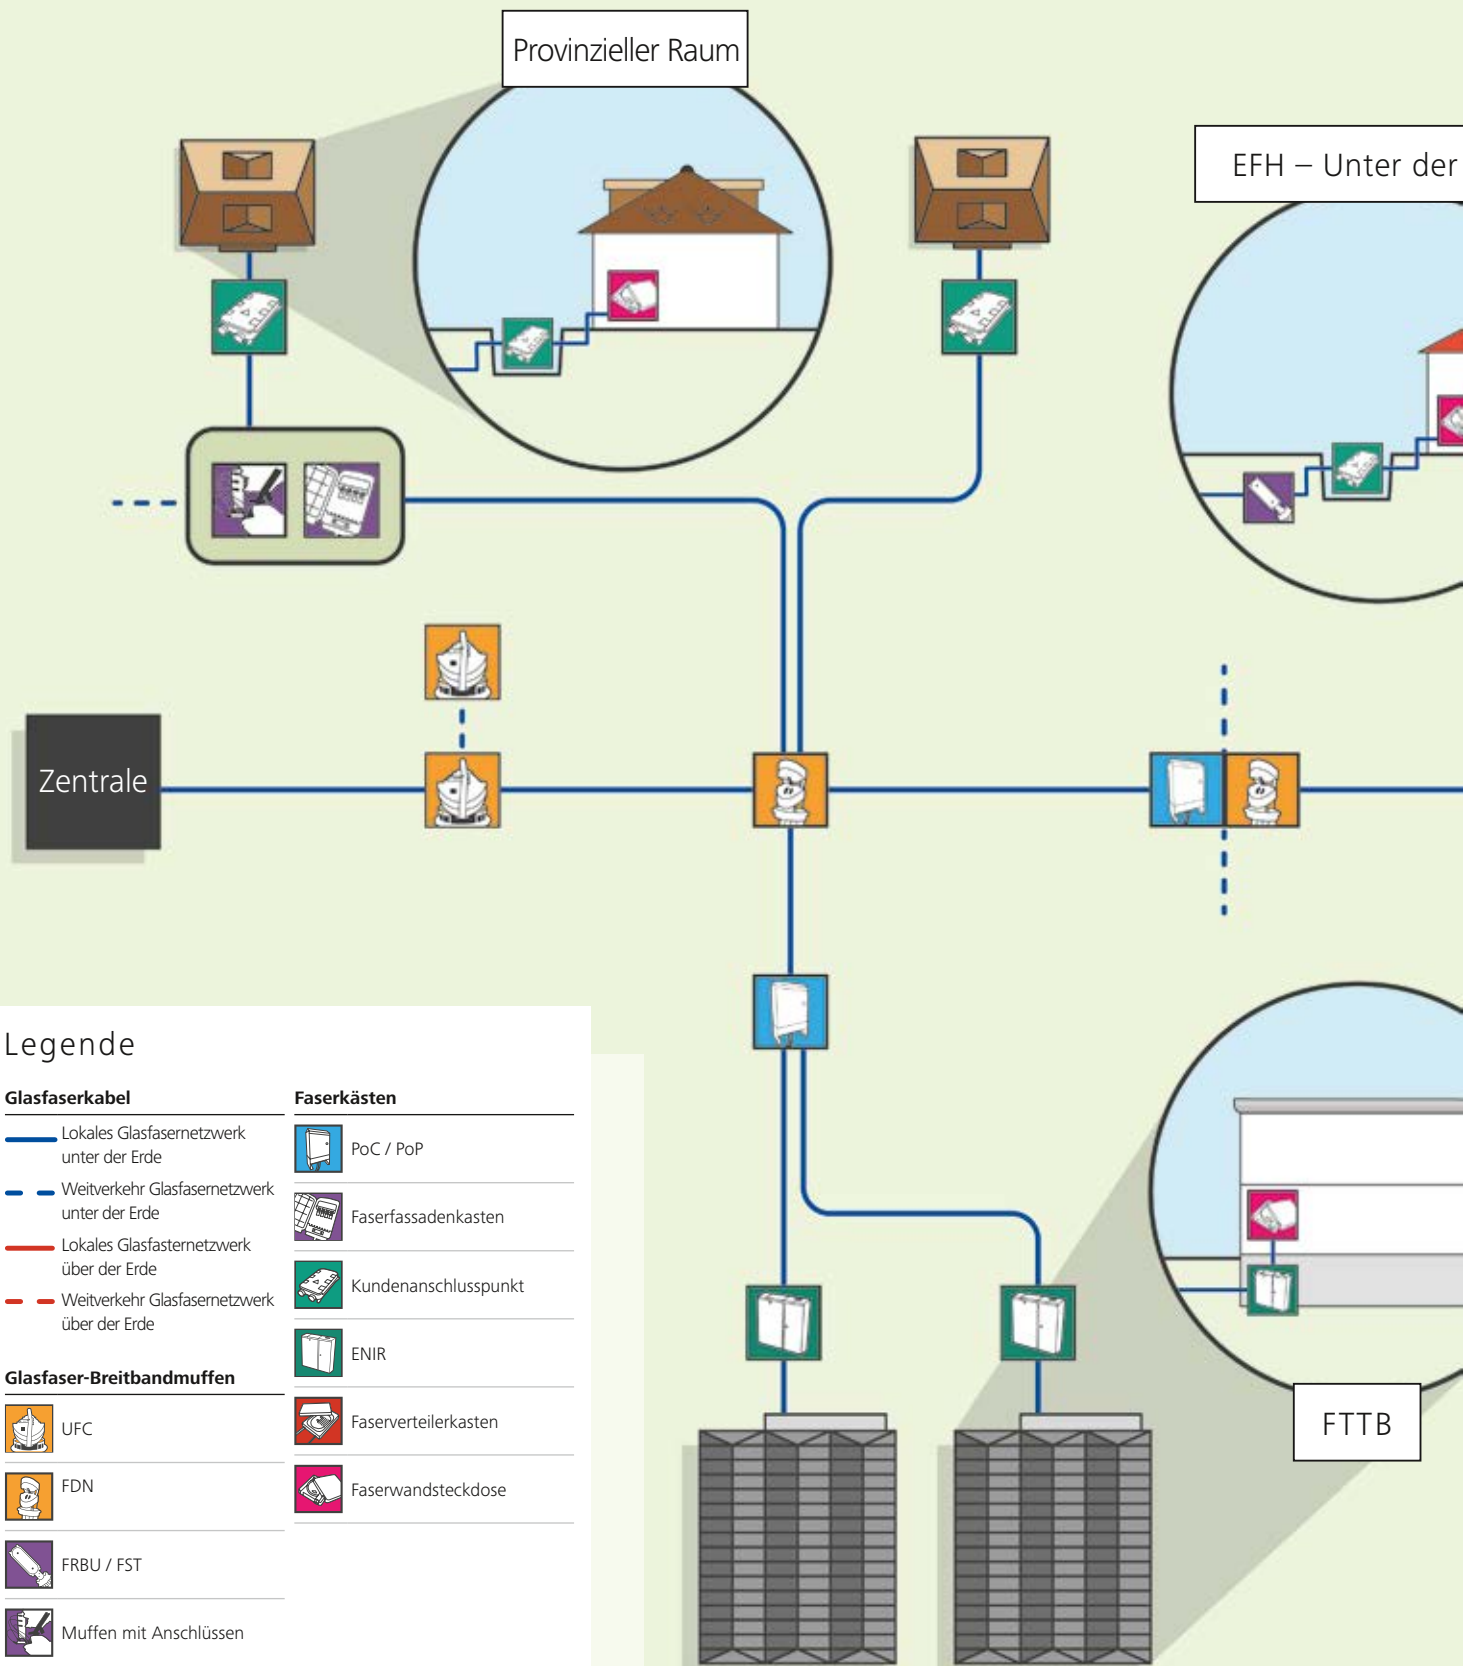 Provinzieller Raum
EFH – Unter der
Zentrale
Legende
Glasfaserkabel
Lokales Glasfasernetzwerk
unter der Erde
Weitverkehr Glasfasernetzwerk
unter der Erde
Lokales Glasfasternetzwerk
über der Erde
Weitverkehr Glasfasernetzwerk
über der Erde
Glasfaser-Breitbandmuffen
UFC
FDN
FRBU / FST
Muffen mit Anschlüssen
Faserkästen
PoC / PoP
Faserfassadenkasten
Kundenanschlusspunkt
ENIR
Faserverteilerkasten
Faserwandsteckdose
FTTB